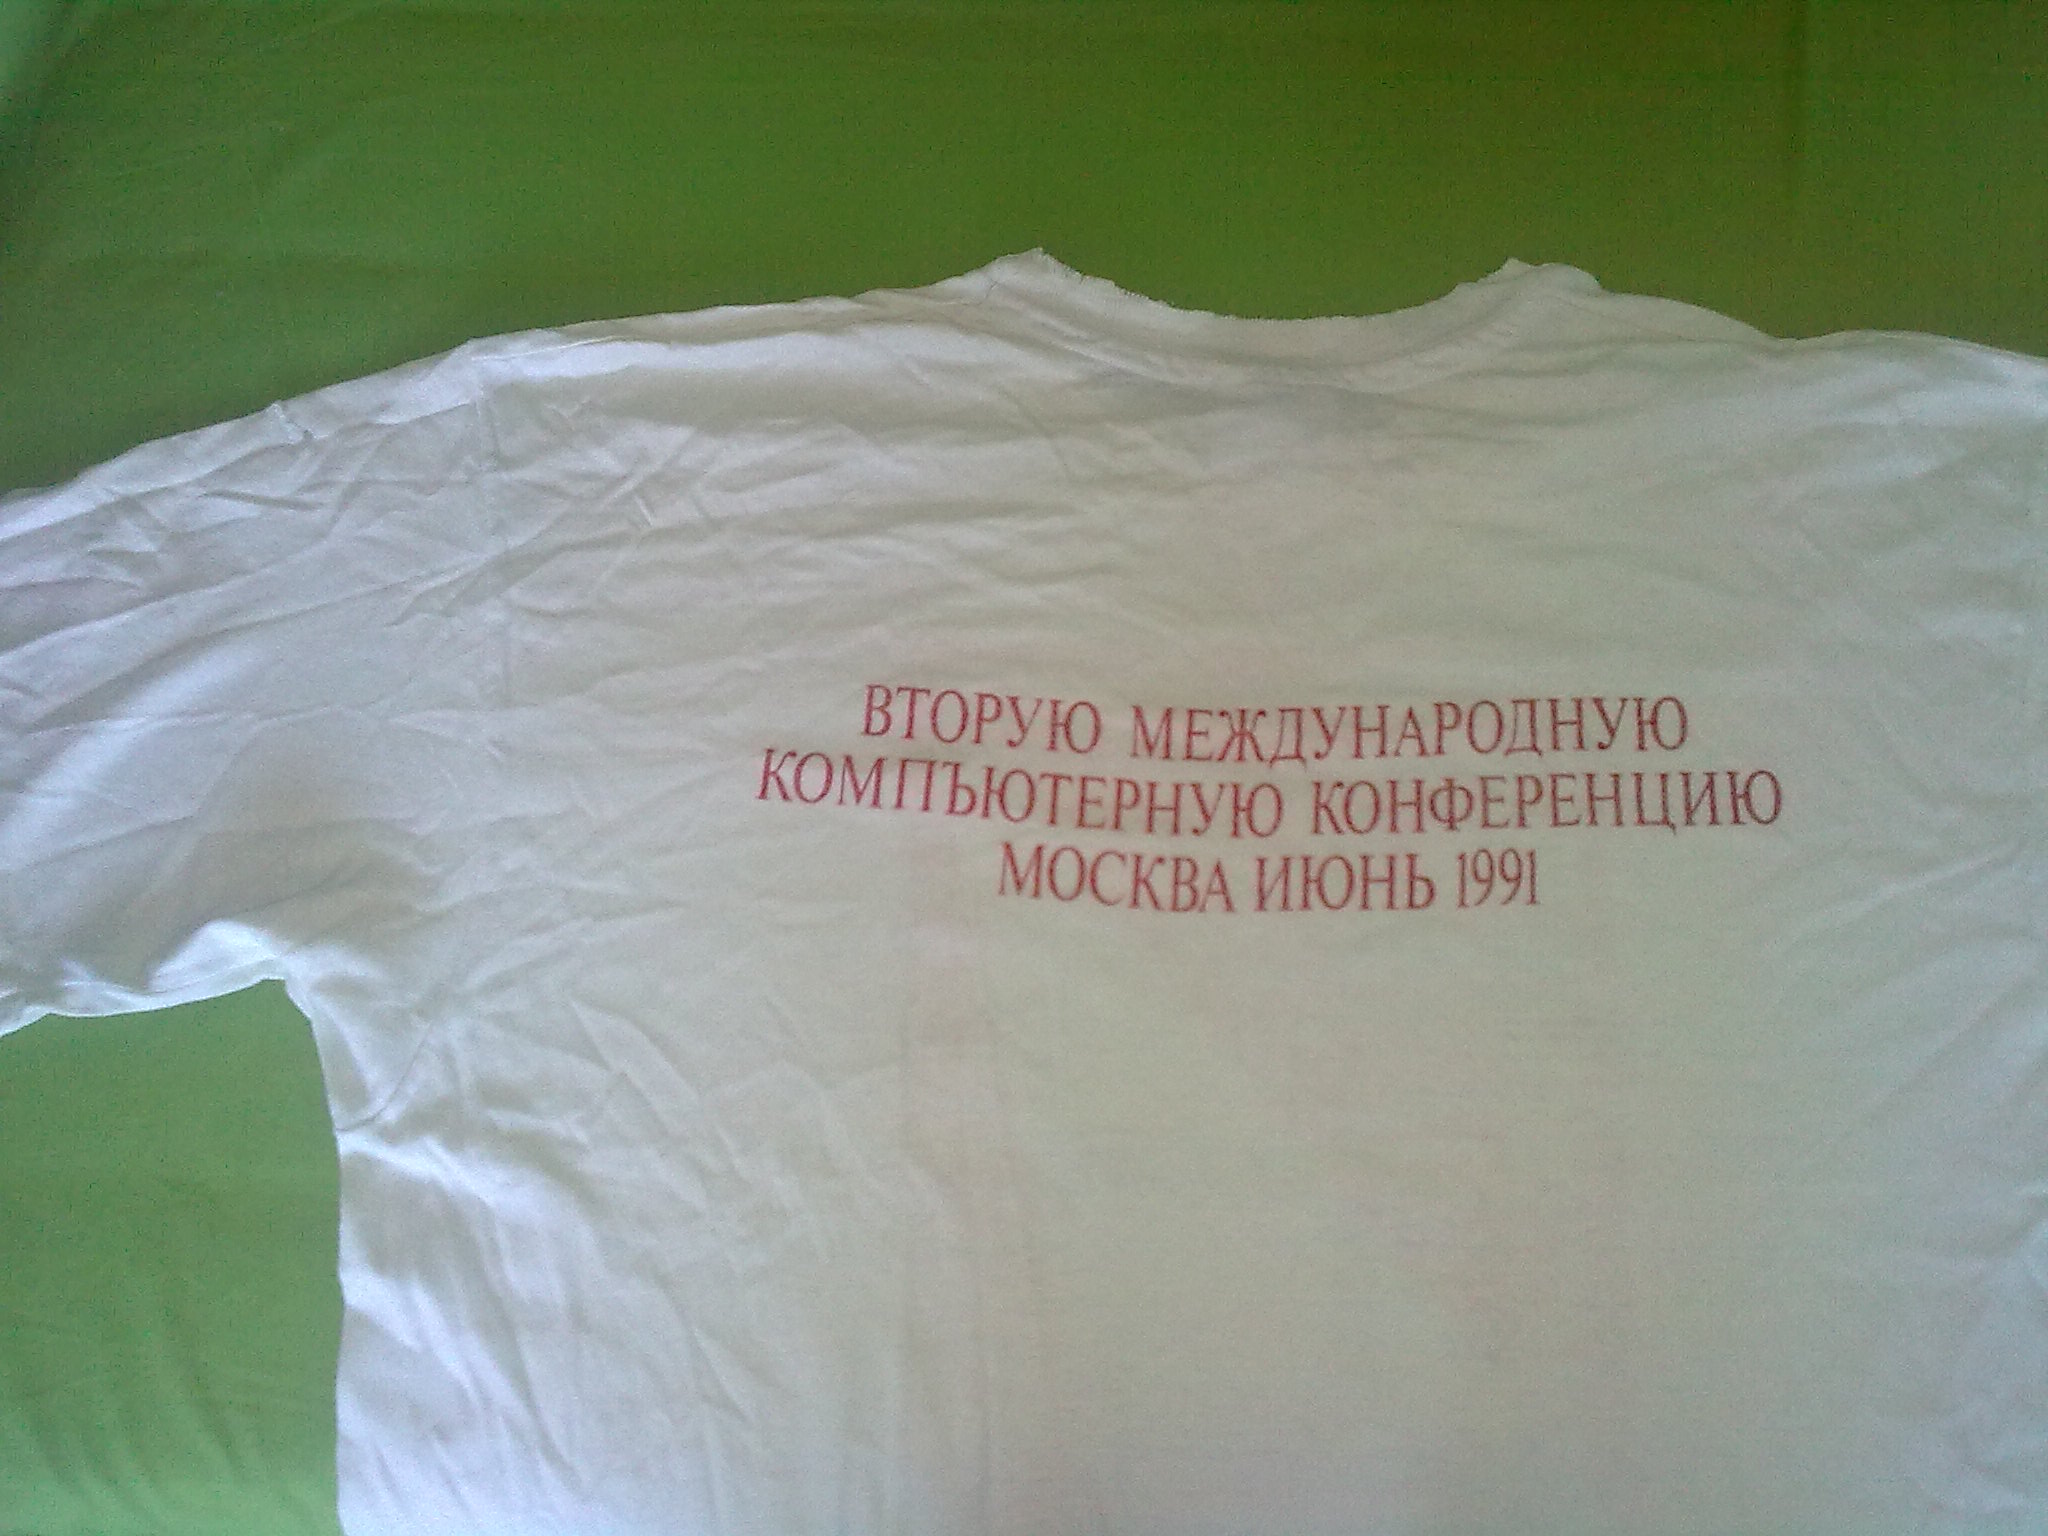 ВТОРУЮ МЕЖДУНАРОДНУЮ
КОМПЪЮТЕРНУЮ КОНФЕРЕНЦИЮ
МОСКВА ИЮНЬ 1991